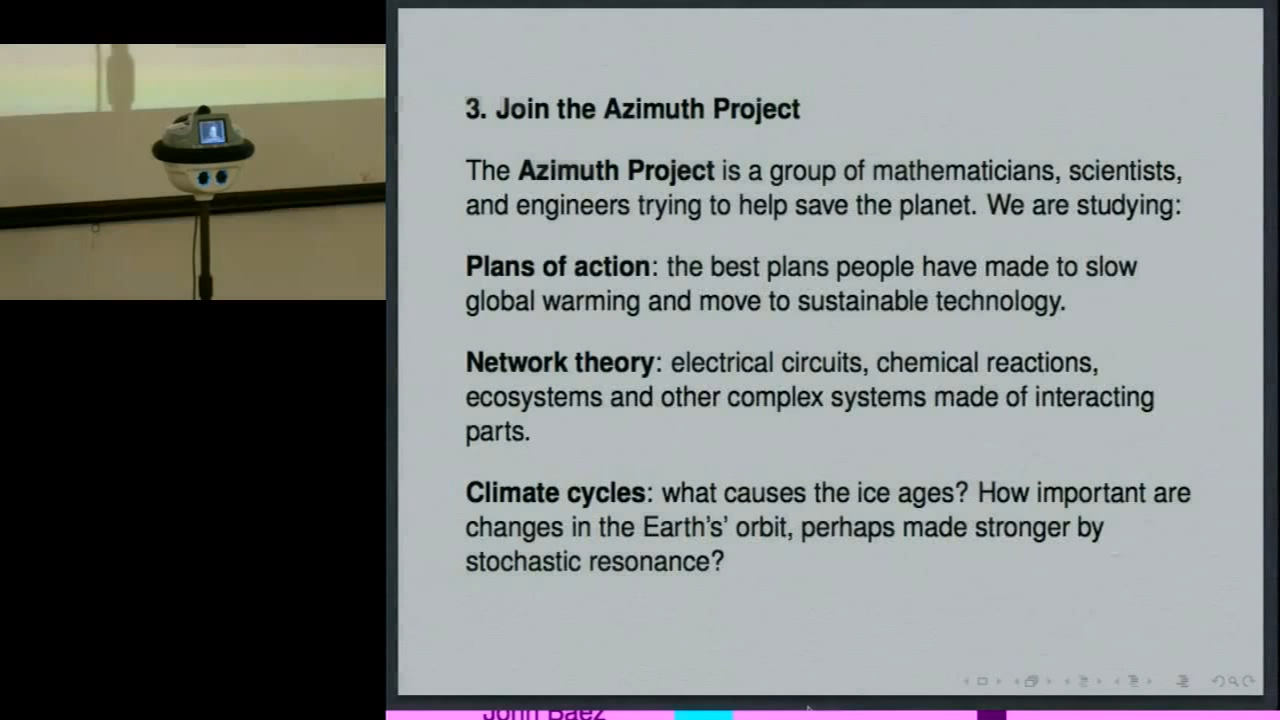 3. Join the Azimuth Project
The Azimuth Project is a group of mathematicians, scientists,
and engineers trying to help save the planet. We are studying:
Plans of action: the best plans people have made to slow
global warming and move to sustainable technology.
Network theory: electrical circuits, chemical reactions,
ecosystems and other complex systems made of interacting
parts.
Climate cycles: what causes the ice ages? How important are
changes in the Earth's' orbit, perhaps made stronger by
stochastic resonance?
John Baez